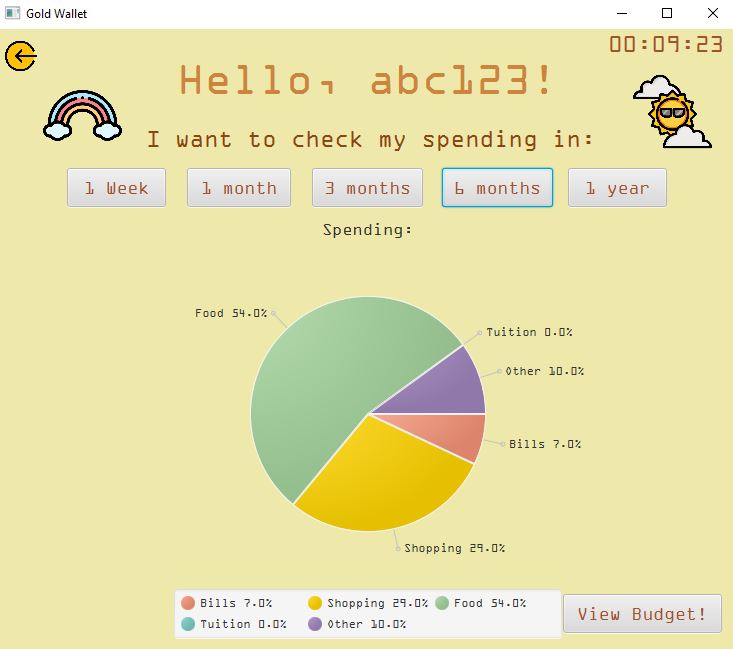 Gold Wallet
00:09:23
Hello, abc123!
I want to check my spending in:
1 Week 1 month 3 months 6 months 1 year
Spending:
Food 54.0%
Tuition 0.0%
Other 10.0%
Bills 7.0%
Shopping 29.0%
Bills 7.0% Shopping 29.0% Food 54.0%
Tuition 0.0% Other 10.0%
View Budget!